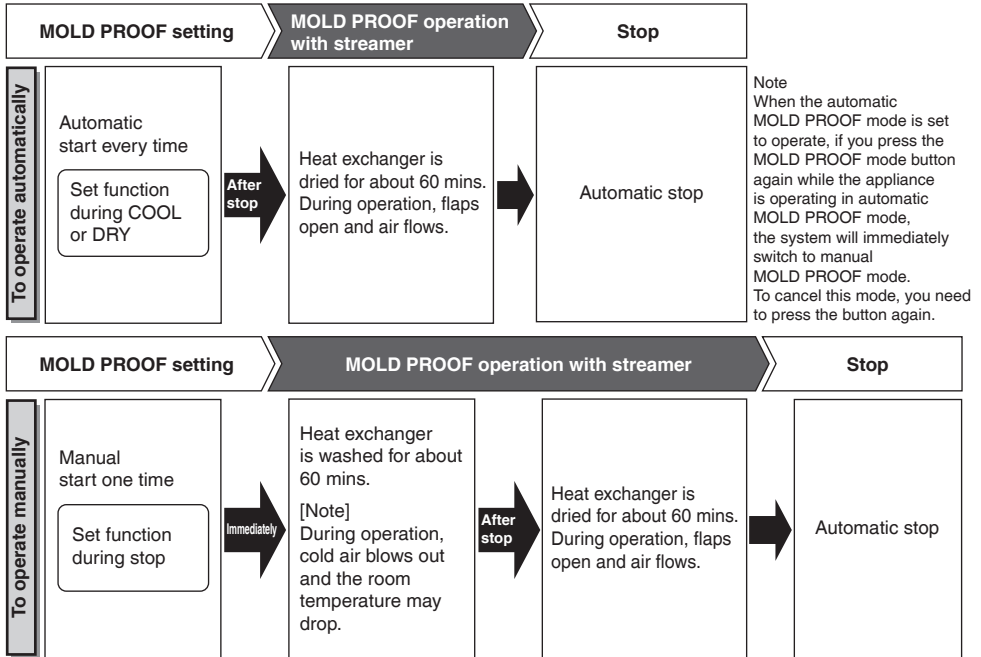 MOLD PROOF setting
MOLD PROOF operation
with streamer
Stop
To operate automatically
Automatic
start every time
Set function
during COOL
or DRY
After
stop
Heat exchanger is
dried for about 60 mins.
During operation, flaps
open and air flows.
Automatic stop
Note
When the automatic
MOLD PROOF mode is set
to operate, if you press the
MOLD PROOF mode button
again while the appliance
is operating in automatic
MOLD PROOF mode,
the system will immediately
switch to manual
MOLD PROOF mode.
To cancel this mode, you need
to press the button again.
MOLD PROOF setting
MOLD PROOF operation with streamer
Stop
To operate manually
Manual
start one time
Set function
during stop
Immediately
Heat exchanger
is washed for about
60 mins.
[Note]
During operation,
cold air blows out
and the room
temperature may
drop.
After
stop
Heat exchanger is
dried for about 60 mins.
During operation, flaps
open and air flows.
Automatic stop